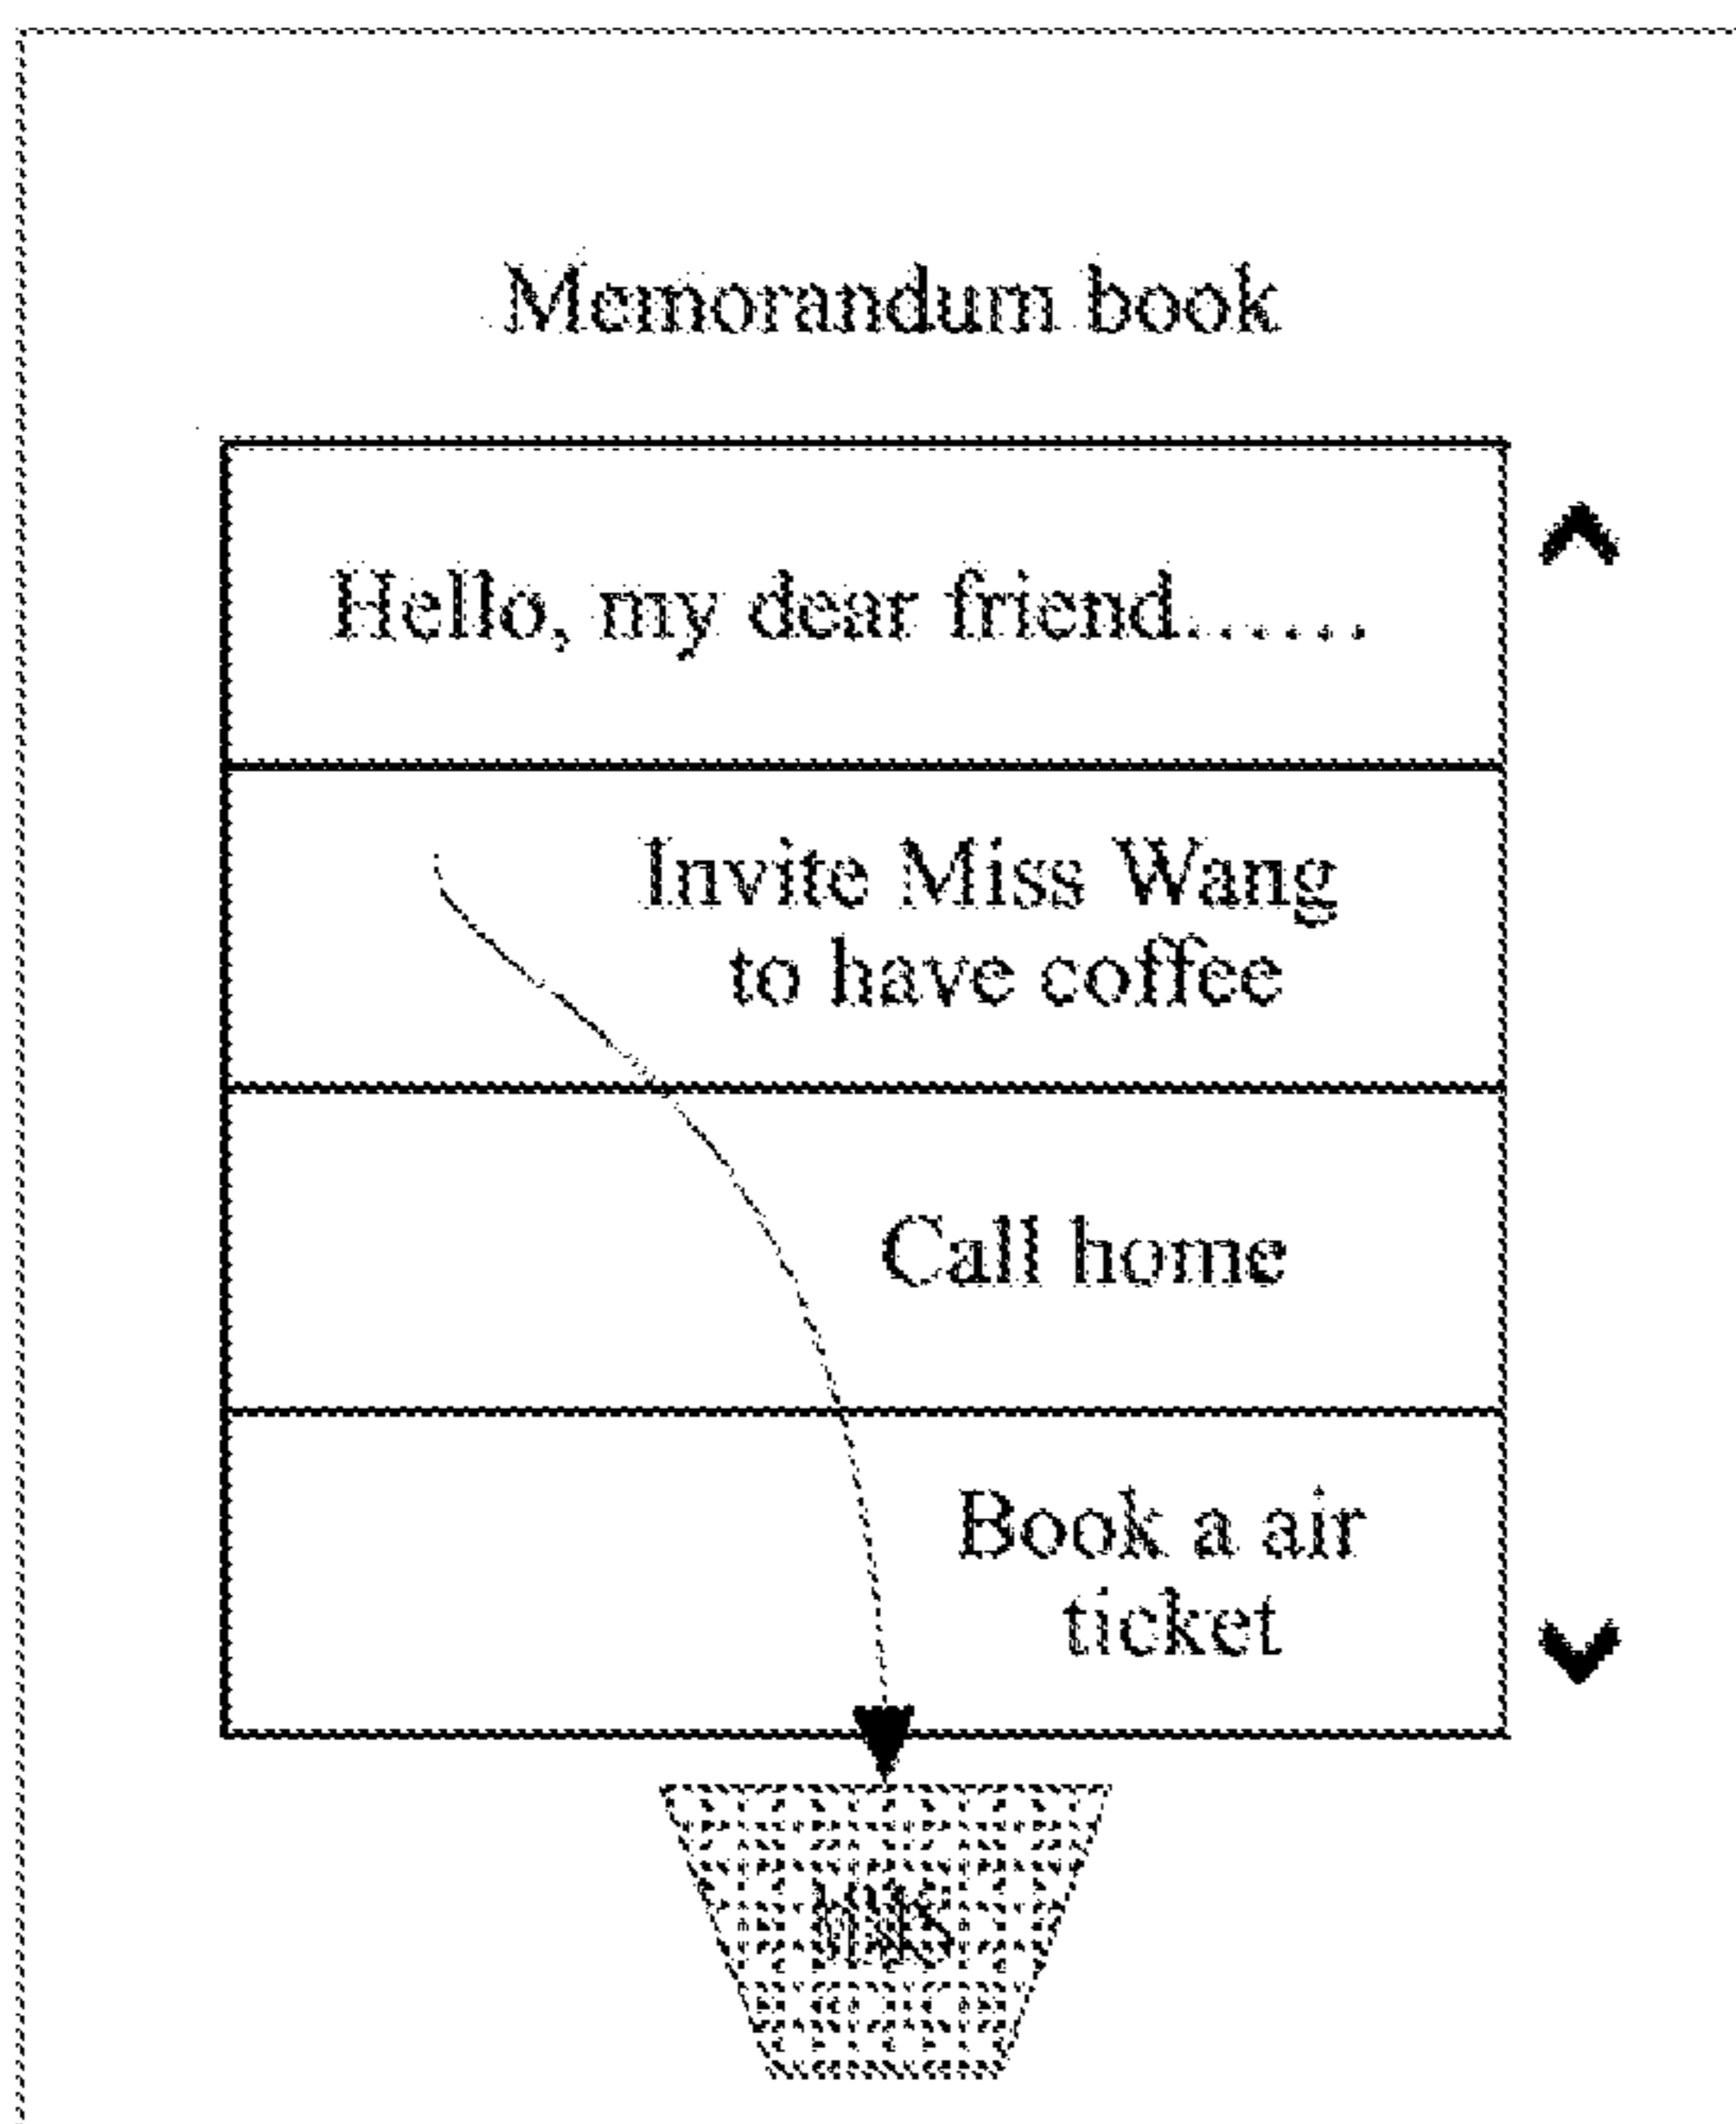 Memorandum book
Hello, my dear friend......
Invite Miss Wang
to have coffee
Call home
Book a air
ticket